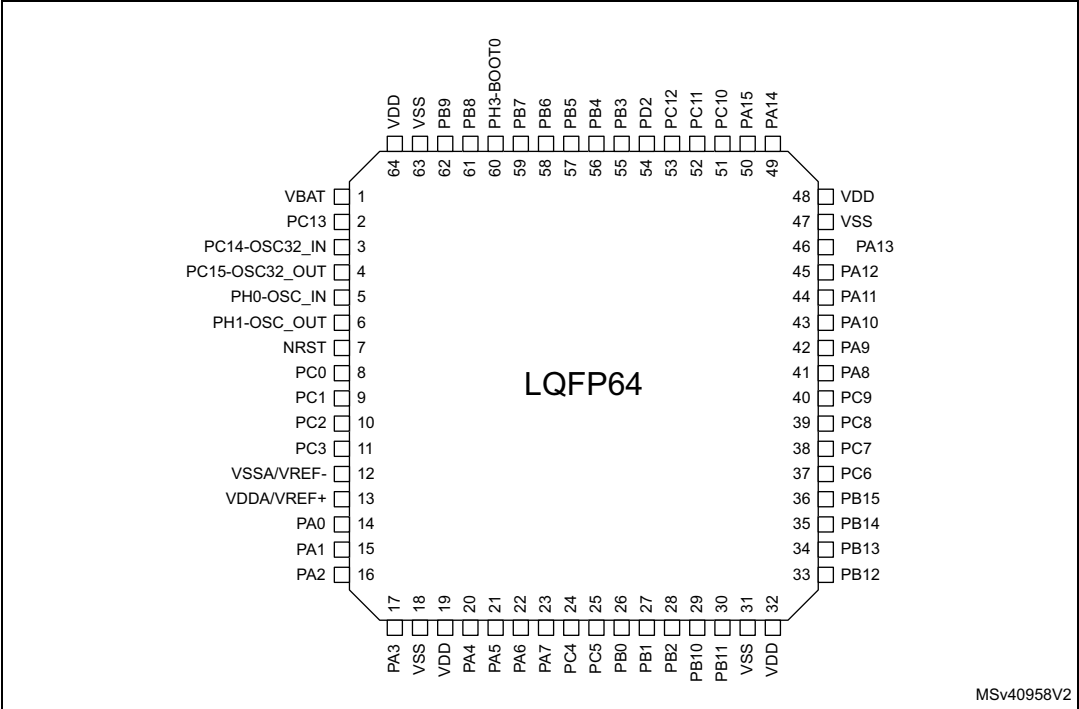 VDD
VSS
PB9
PB8
PH3-BOOT0
PB7
PB6
PB5
PB4
PB3
PD2
PC12
PC11
PC10
PA15
PA14
64
63
62
61
60
59
58
57
56
55
54
53
52
51
50
49
VBAT 1
PC13 2
PC14-OSC32_IN 3
PC15-OSC32_OUT 4
PH0-OSC_IN 5
PH1-OSC_OUT 6
NRST 7
PC0 8
PC1 9
PC2 10
PC3 11
VSSA/VREF- 12
VDDA/VREF+ 13
PA0 14
PA1 15
PA2 16
LQFP64
48 VDD
47 VSS
46 PA13
45 PA12
44 PA11
43 PA10
42 PA9
41 PA8
40 PC9
39 PC8
38 PC7
37 PC6
36 PB15
35 PB14
34 PB13
33 PB12
17
18
19
20
21
22
23
24
25
26
27
28
29
30
31
32
PA3
VSS
VDD
PA4
PA5
PA6
PA7
PC4
PC5
PB0
PB1
PB2
PB10
PB11
VSS
VDD
MSv40958V2